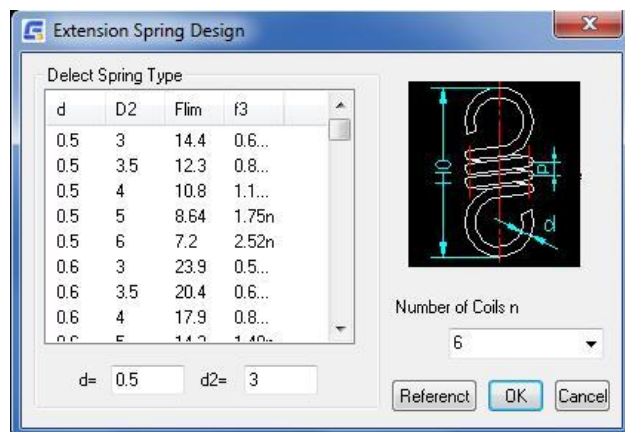 Extension Spring Design
Delect Spring Type
d D2 Flim f3
0.5 3 14.4 0.6...
0.5 3.5 12.3 0.8...
0.5 4 10.8 1.1...
0.5 5 8.64 1.75n
0.5 6 7.2 2.52n
0.6 3 23.9 0.5...
0.6 3.5 20.4 0.6...
0.6 4 17.9 0.8...
d= 0.5 d2= 3
H0
p
d
Number of Coils n
6
Referenct OK Cancel